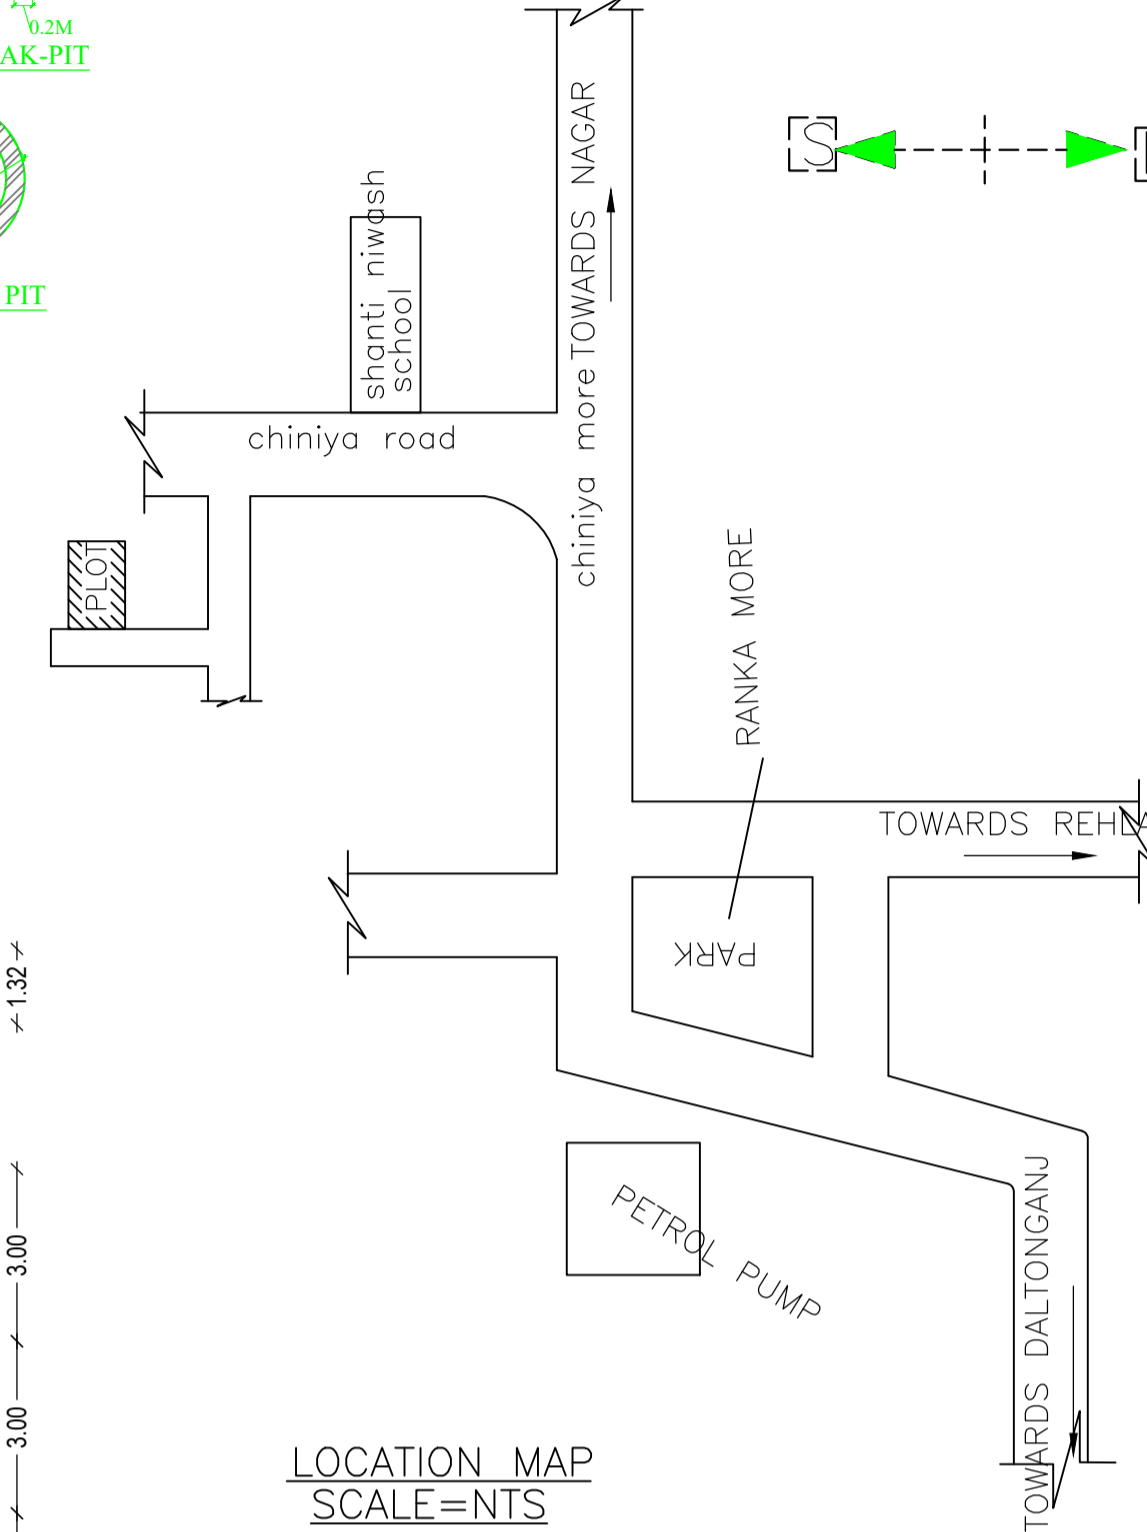 0.2M
AK-PIT
PIT
S
shanti niwash
school
TOWARDS NAGAR
chiniya more
chiniya road
PLOT
RANKA MORE
TOWARDS REHLA
PARK
1.32
PETROL PUMP
3.00
TOWARDS DALTONGANJ
3.00
LOCATION MAP
SCALE=NTS